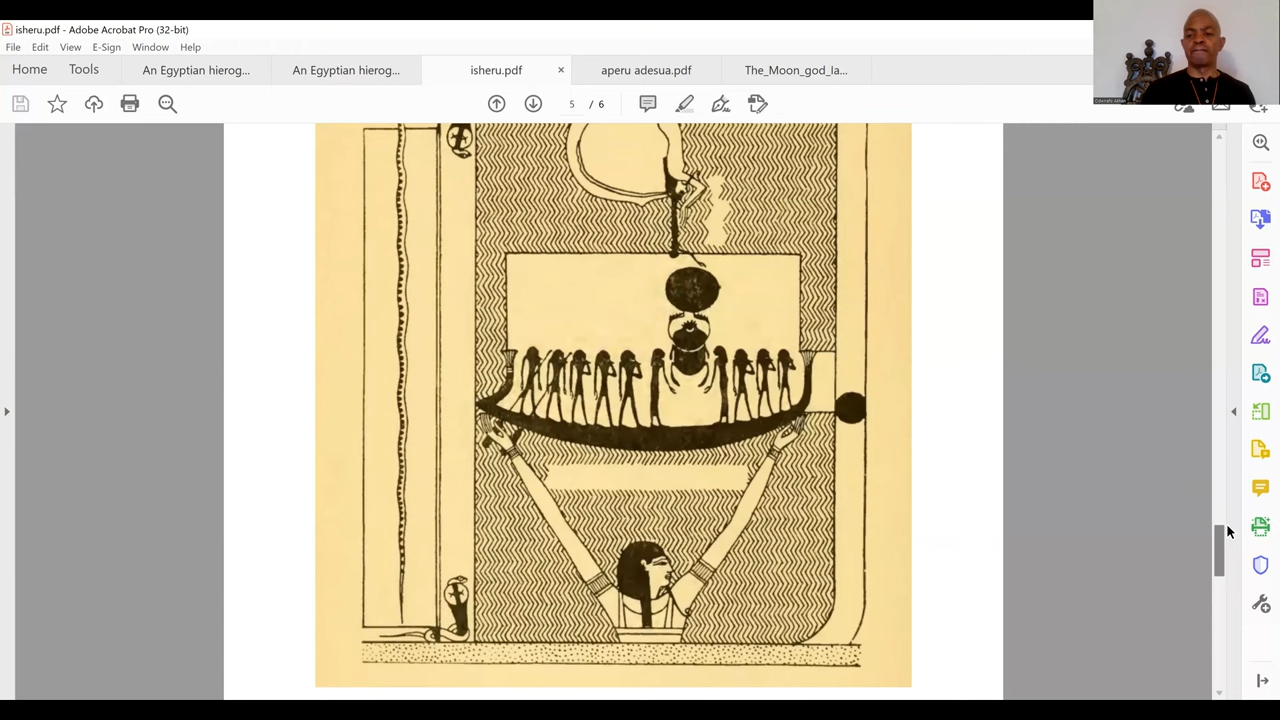 isheru.pdf - Adobe Acrobat Pro (32-bit)
File Edit View E-Sign Window Help
Home Tools An Egyptian hierog... An Egyptian hierog... isheru.pdf × aperu adesua.pdf The_Moon_god_la...
5 / 6